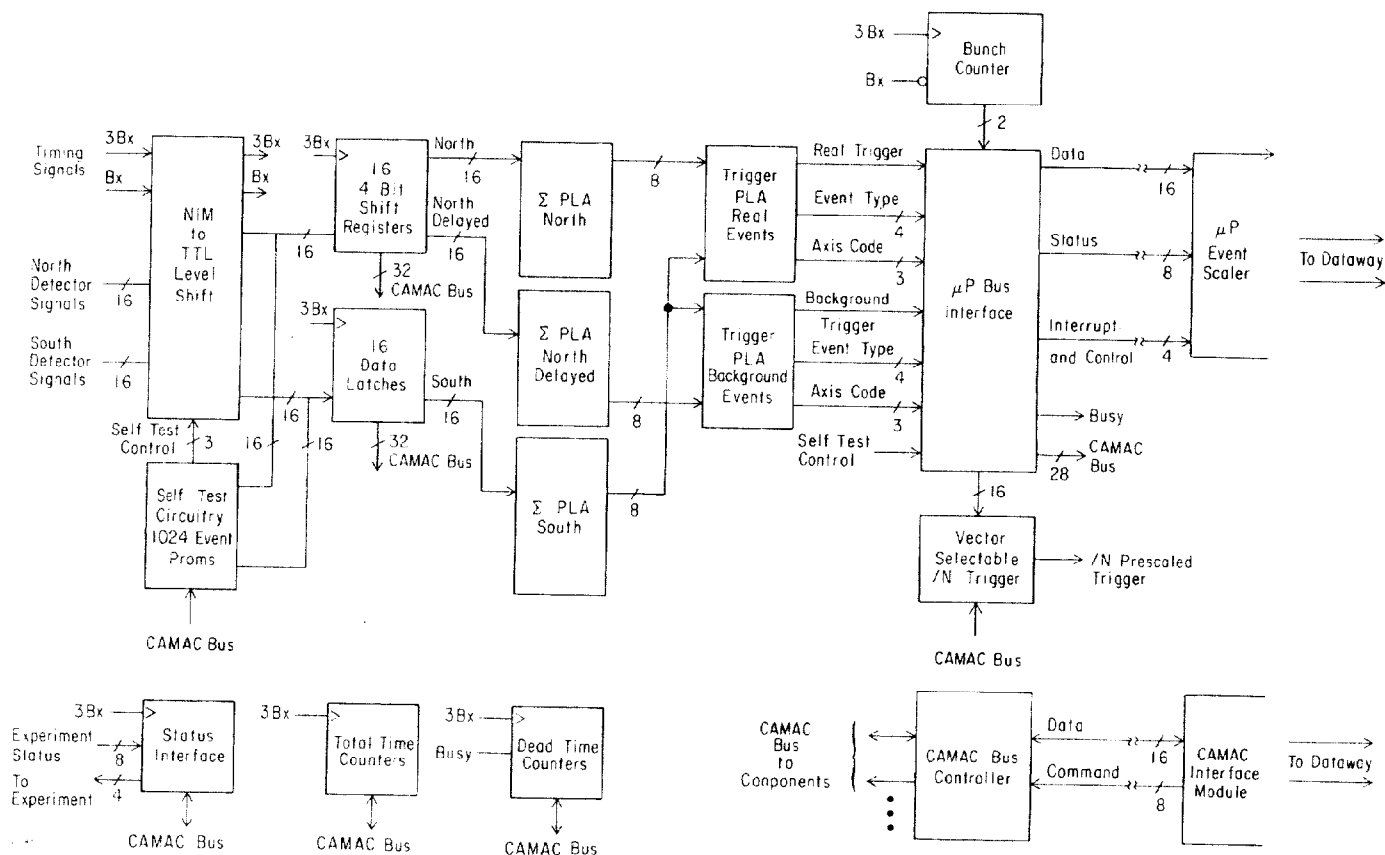 3Bx
Bx
Bunch
Counter
2
Timing
Signals
3Bx
Bx
North
Detector
Signals
16
South
Detector
Signals
16
NIM
to
TTL
Level
Shift
3Bx
Bx
16
16
3Bx
16
4 Bit
Shift
Registers
North
16
North
Delayed
16
32
CAMAC Bus
3Bx
16
Data
Latches
South
16
32
CAMAC Bus
Self Test
Control
3
16
16
Self Test
Circuitry
1024 Event
Proms
CAMAC Bus
Σ PLA
North
8
Σ PLA
North
Delayed
8
Σ PLA
South
8
Trigger
PLA
Real
Events
Real Trigger
Event Type
4
Axis Code
3
Trigger
PLA
Background
Events
Background
Trigger
Event Type
4
Axis Code
3
Self Test
Control
μP Bus
interface
Data
16
Status
8
Interrupt
and Control
4
Busy
CAMAC
Bus
28
μP
Event
Scaler
To Dataway
16
Vector
Selectable
/N Trigger
/N Prescaled
Trigger
CAMAC Bus
3Bx
Experiment
Status
8
To
Experiment
4
Status
Interface
CAMAC Bus
3Bx
Total Time
Counters
CAMAC Bus
3Bx
Busy
Dead Time
Counters
CAMAC Bus
CAMAC
Bus
to
Components
CAMAC Bus
Controller
Data
16
Command
8
CAMAC
Interface
Module
To Dataway